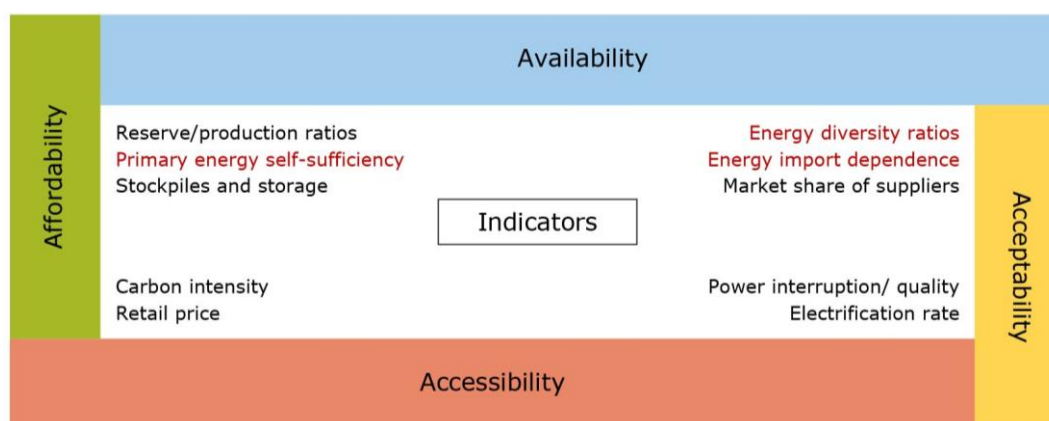 Availability
Affordability
Reserve/production ratios
Primary energy self-sufficiency
Stockpiles and storage
Energy diversity ratios
Energy import dependence
Market share of suppliers
Indicators
Acceptability
Carbon intensity
Retail price
Power interruption/ quality
Electrification rate
Accessibility